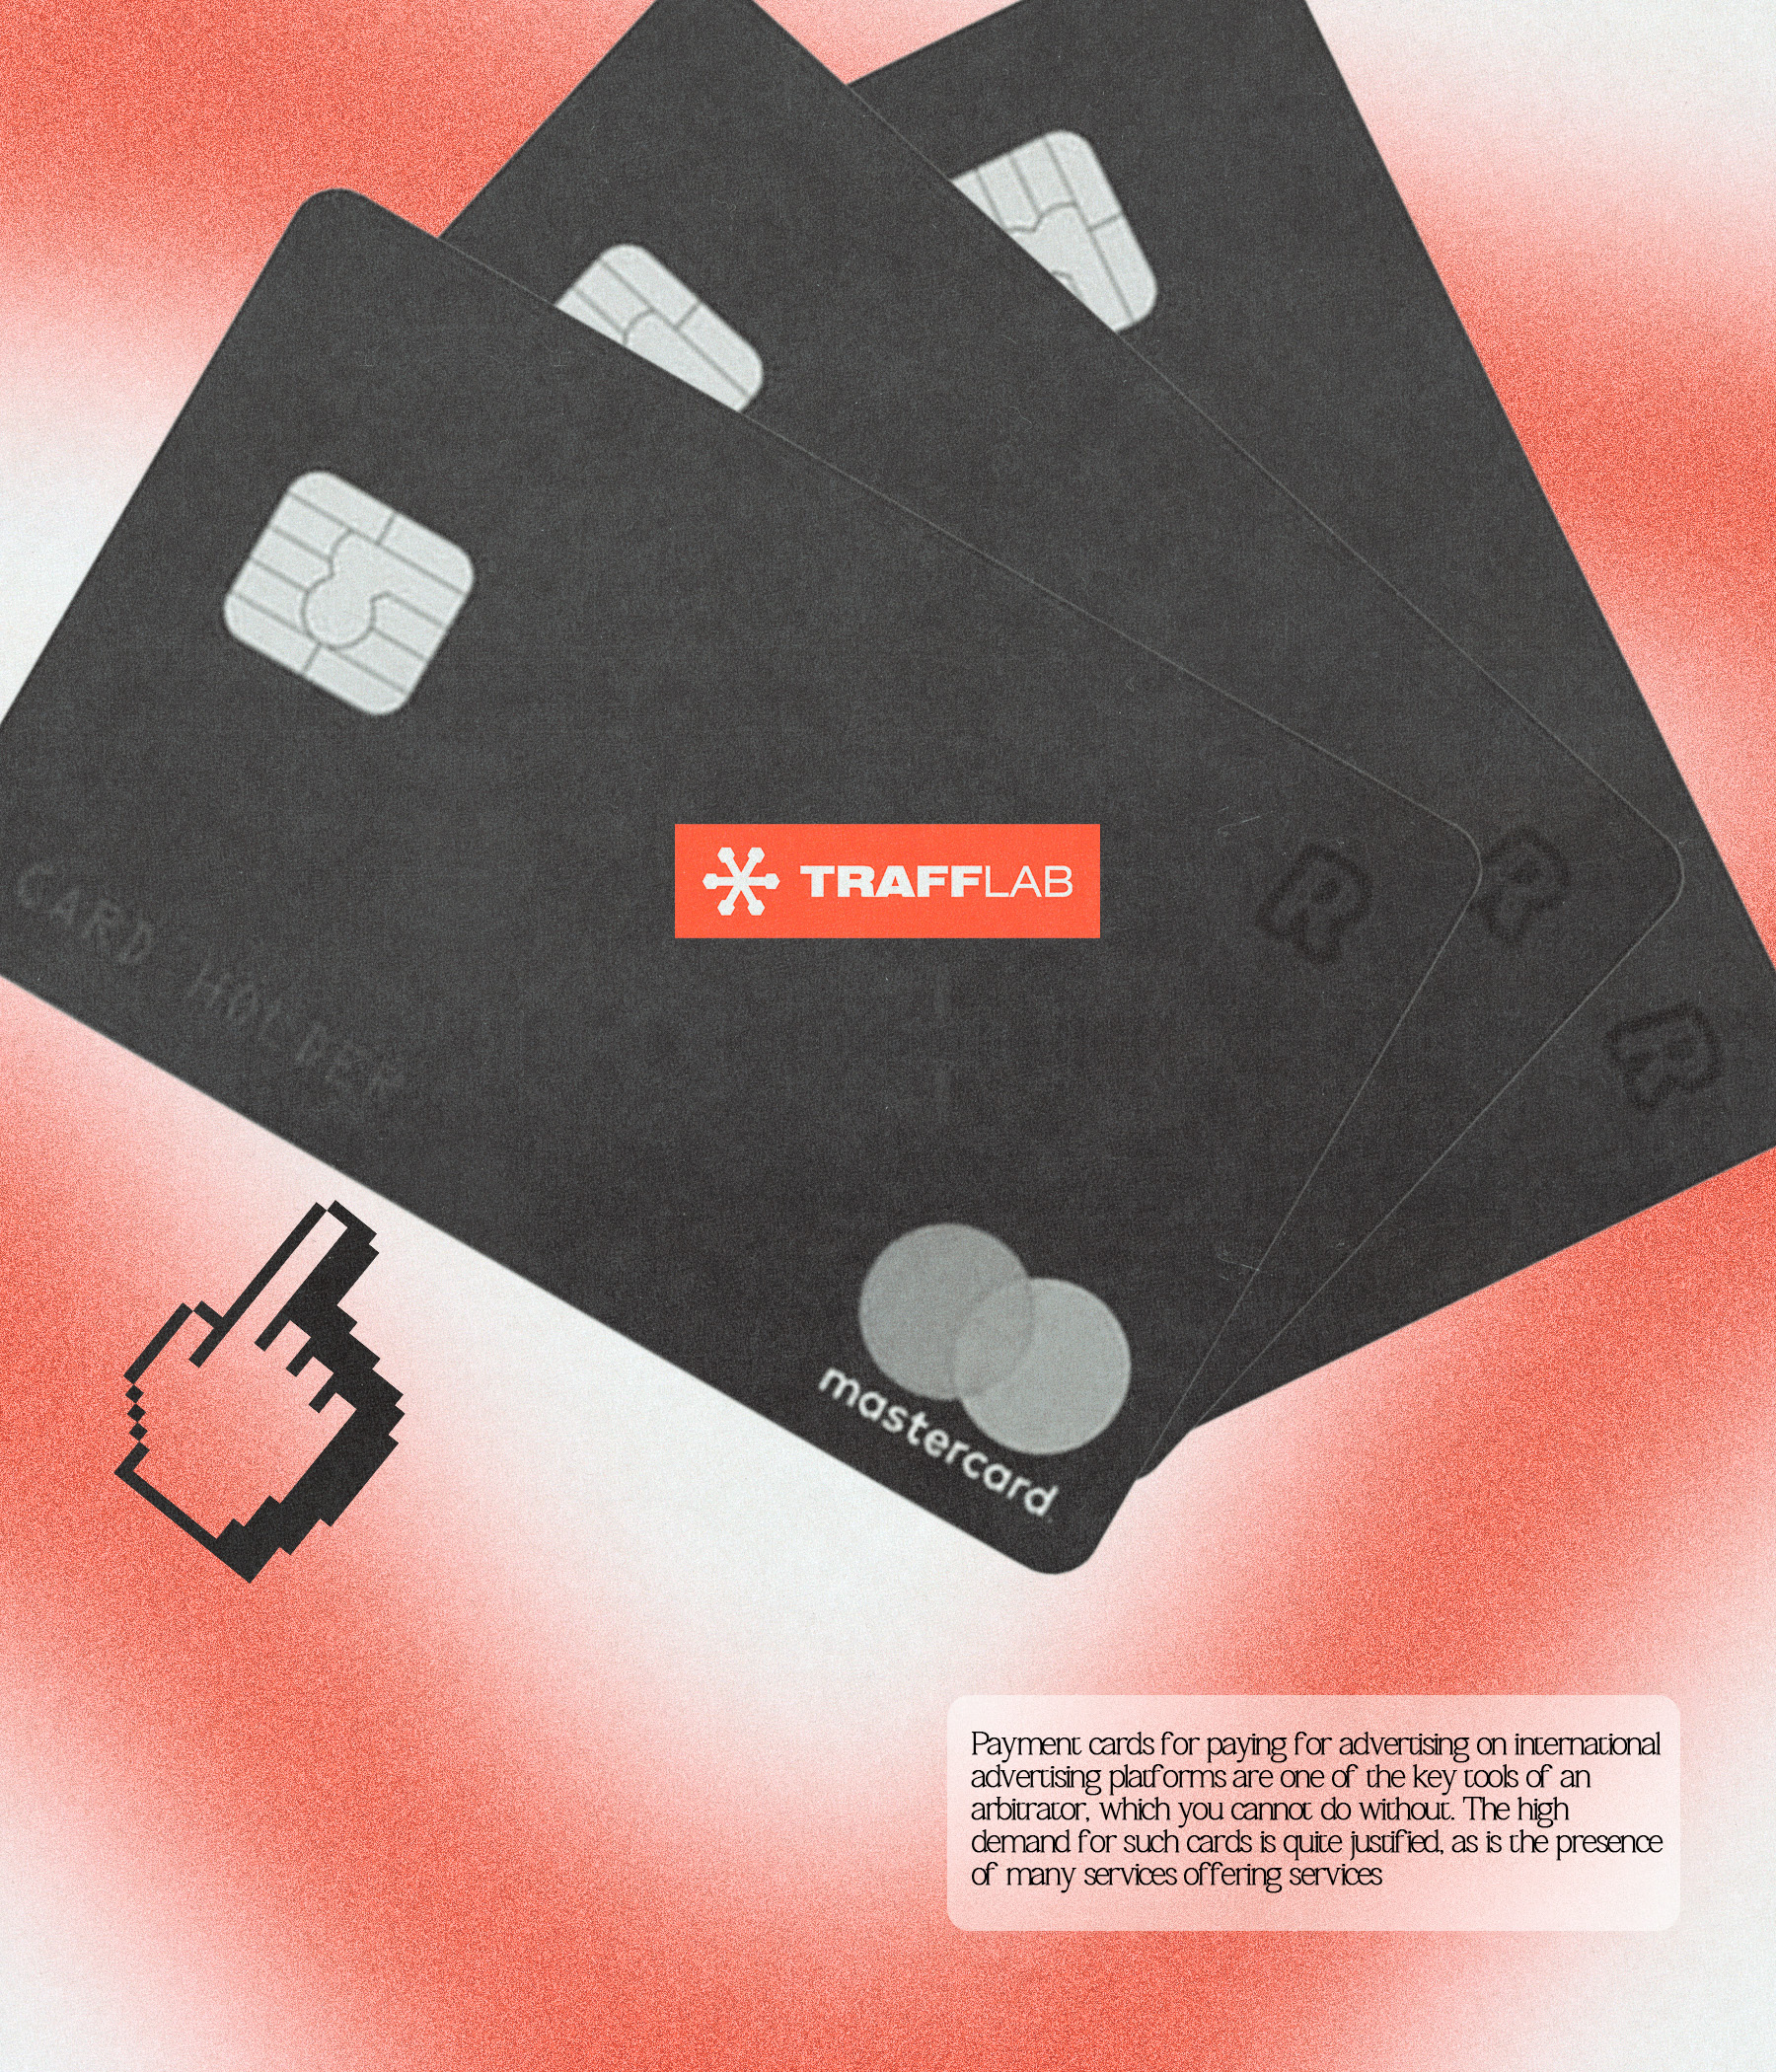 TRAFFLAB
R
R
R
CARD HOLDER
mastercard
Payment cards for paying for advertising on international
advertising platforms are one of the key tools of an
arbitrator, which you cannot do without. The high
demand for such cards is quite justified, as is the presence
of many services offering services